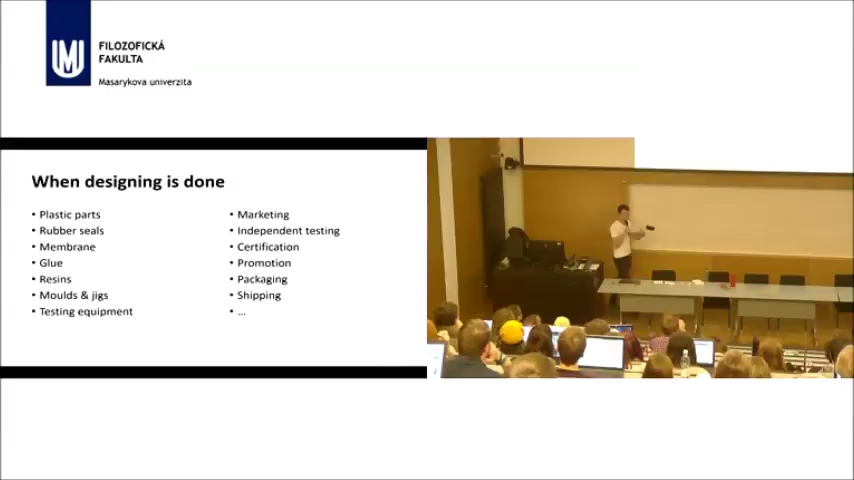 FILOZOFICKÁ
FAKULTA
Masarykova univerzita
When designing is done
• Plastic parts
• Rubber seals
• Membrane
• Glue
• Resins
• Moulds & jigs
• Testing equipment
• Marketing
• Independent testing
• Certification
• Promotion
• Packaging
• Shipping
• ...